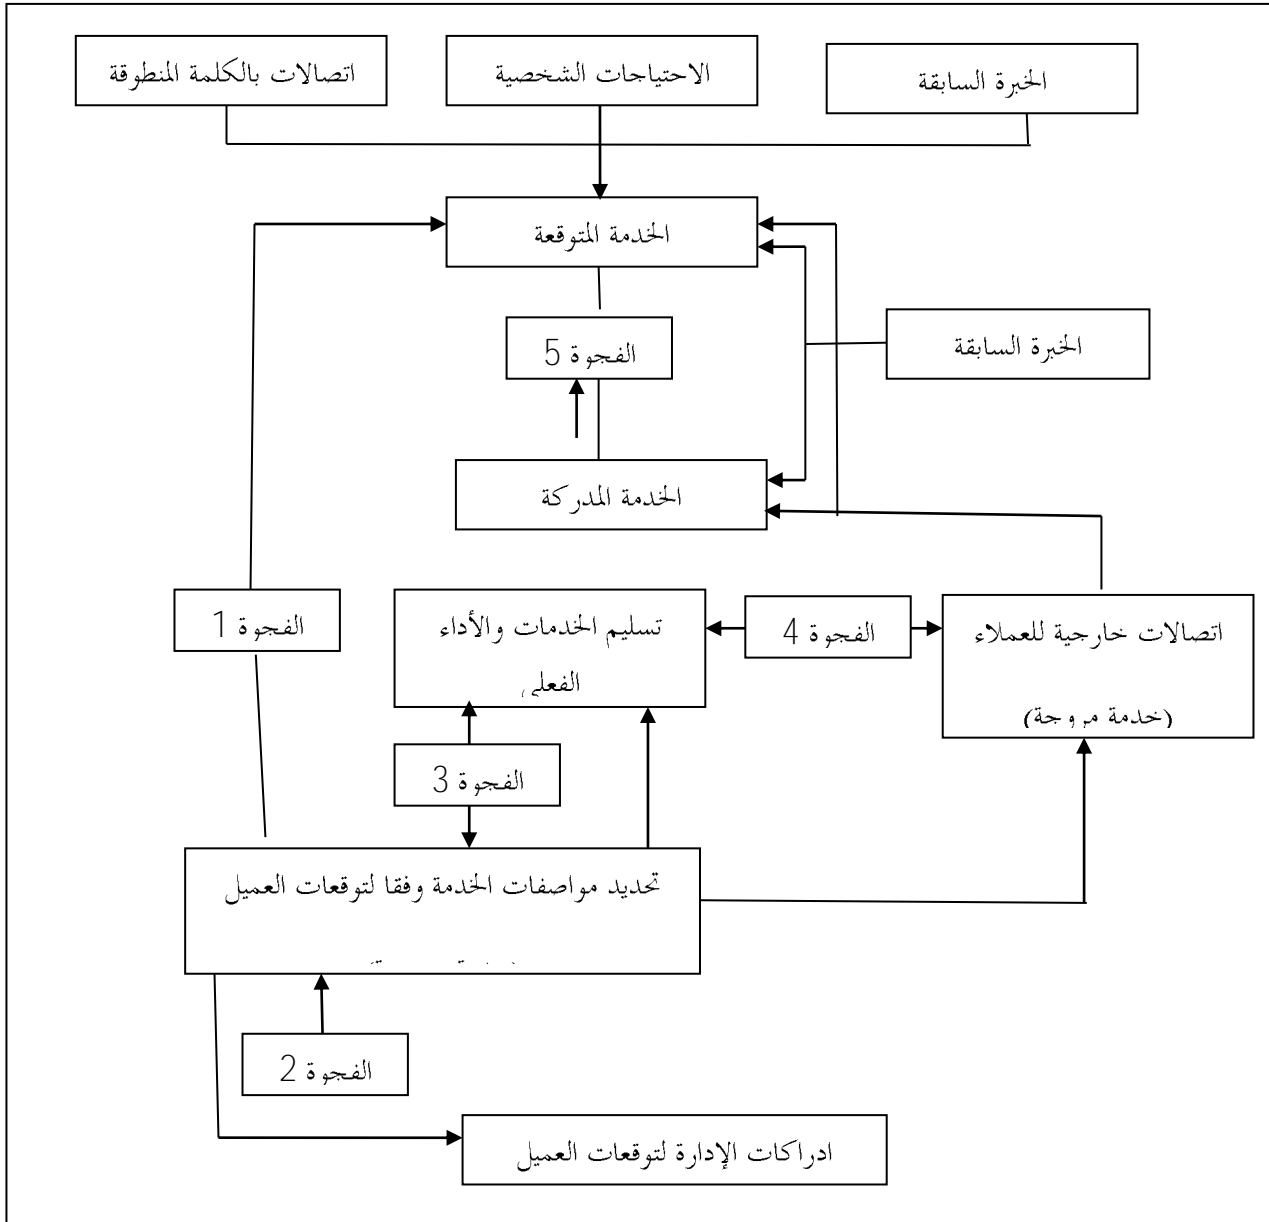 الخبرة السابقة
الاحتياجات الشخصية
اتصالات بالكلمة المنطوقة
الخدمة المتوقعة
الخبرة السابقة
الفجوة 5
الخدمة المدركة
اتصالات خارجية للعملاء
(خدمة مروجة)
الفجوة 4
تسليم الخدمات والأداء
الفعلي
الفجوة 1
الفجوة 3
تحديد مواصفات الخدمة وفقا لتوقعات العميل
الفجوة 2
ادراكات الإدارة لتوقعات العميل